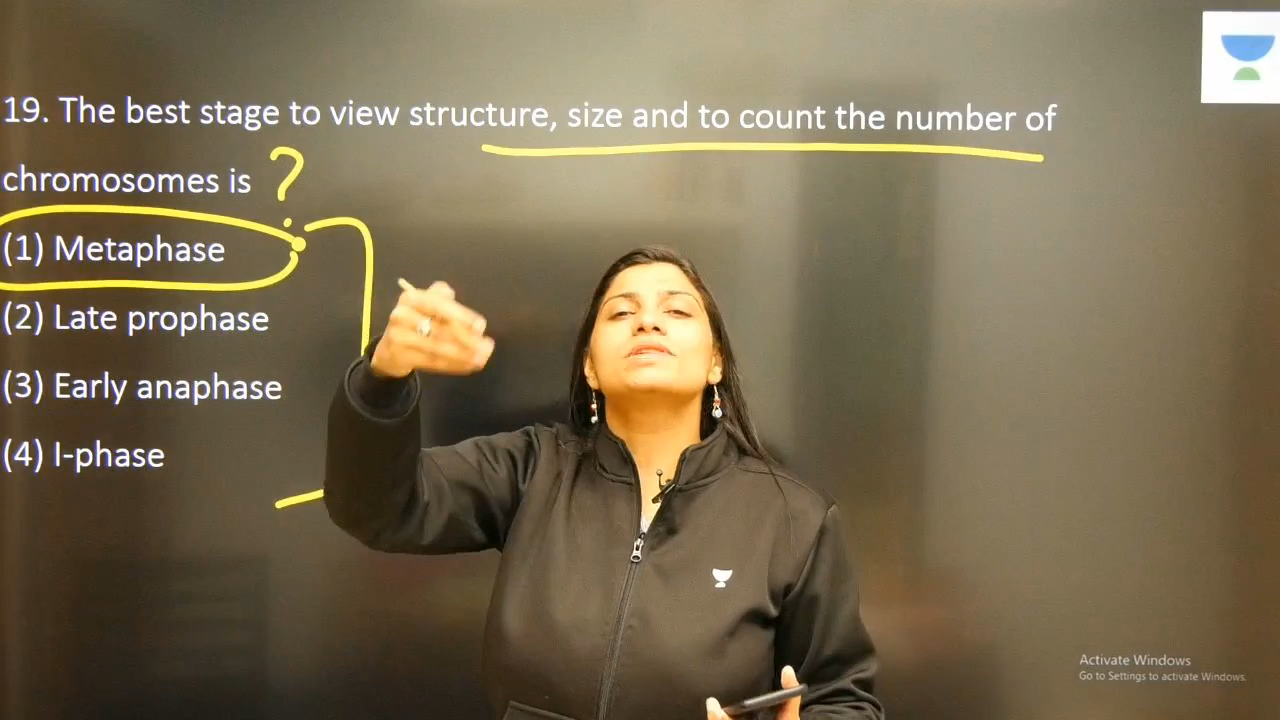 19. The best stage to view structure, size and to count the number of
chromosomes is ?
(1) Metaphase
(2) Late prophase
(3) Early anaphase
(4) I-phase
Activate Windows
Go to Settings to activate Windows.